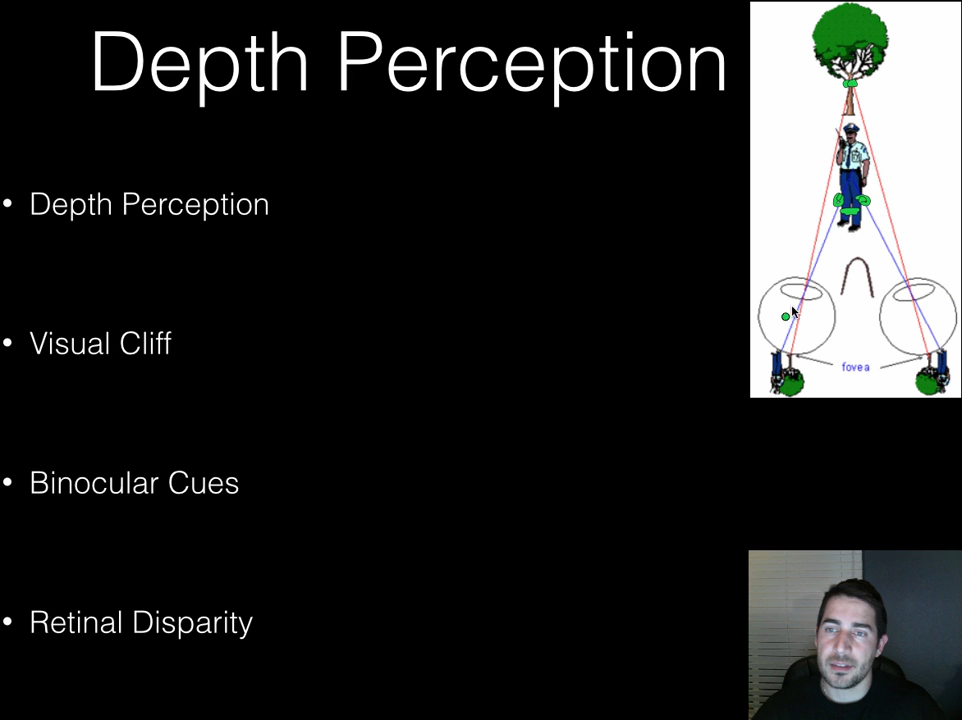 Depth Perception
• Depth Perception
• Visual Cliff
• Binocular Cues
• Retinal Disparity
fovea